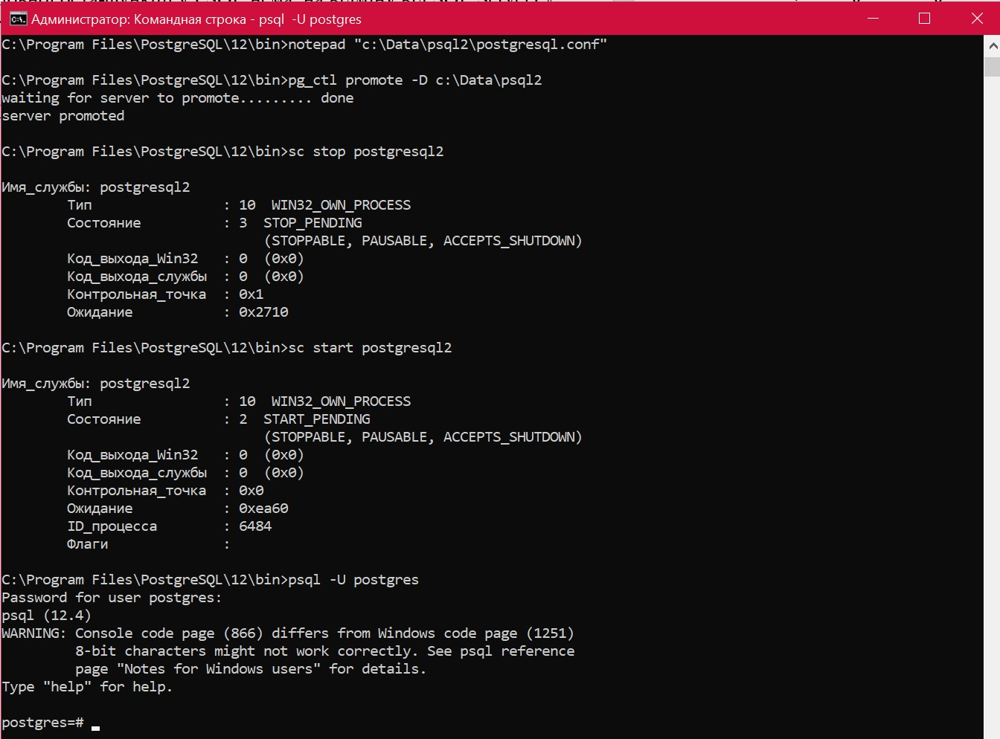 Администратор: Командная строка - psql  -U postgres
C:\Program Files\PostgreSQL\12\bin>notepad "c:\Data\psql2\postgresql.conf"
C:\Program Files\PostgreSQL\12\bin>pg_ctl promote -D c:\Data\psql2
waiting for server to promote......... done
server promoted
C:\Program Files\PostgreSQL\12\bin>sc stop postgresql2
Имя_службы: postgresql2
        Тип                : 10  WIN32_OWN_PROCESS
        Состояние          : 3  STOP_PENDING
                                (STOPPABLE, PAUSABLE, ACCEPTS_SHUTDOWN)
        Код_выхода_Win32   : 0  (0x0)
        Код_выхода_службы  : 0  (0x0)
        Контрольная_точка  : 0x1
        Ожидание           : 0x2710
C:\Program Files\PostgreSQL\12\bin>sc start postgresql2
Имя_службы: postgresql2
        Тип                : 10  WIN32_OWN_PROCESS
        Состояние          : 2  START_PENDING
                                (STOPPABLE, PAUSABLE, ACCEPTS_SHUTDOWN)
        Код_выхода_Win32   : 0  (0x0)
        Код_выхода_службы  : 0  (0x0)
        Контрольная_точка  : 0x0
        Ожидание           : 0xea60
        ID_процесса        : 6484
        Флаги              :
C:\Program Files\PostgreSQL\12\bin>psql -U postgres
Password for user postgres:
psql (12.4)
WARNING: Console code page (866) differs from Windows code page (1251)
         8-bit characters might not work correctly. See psql reference
         page "Notes for Windows users" for details.
Type "help" for help.
postgres=#